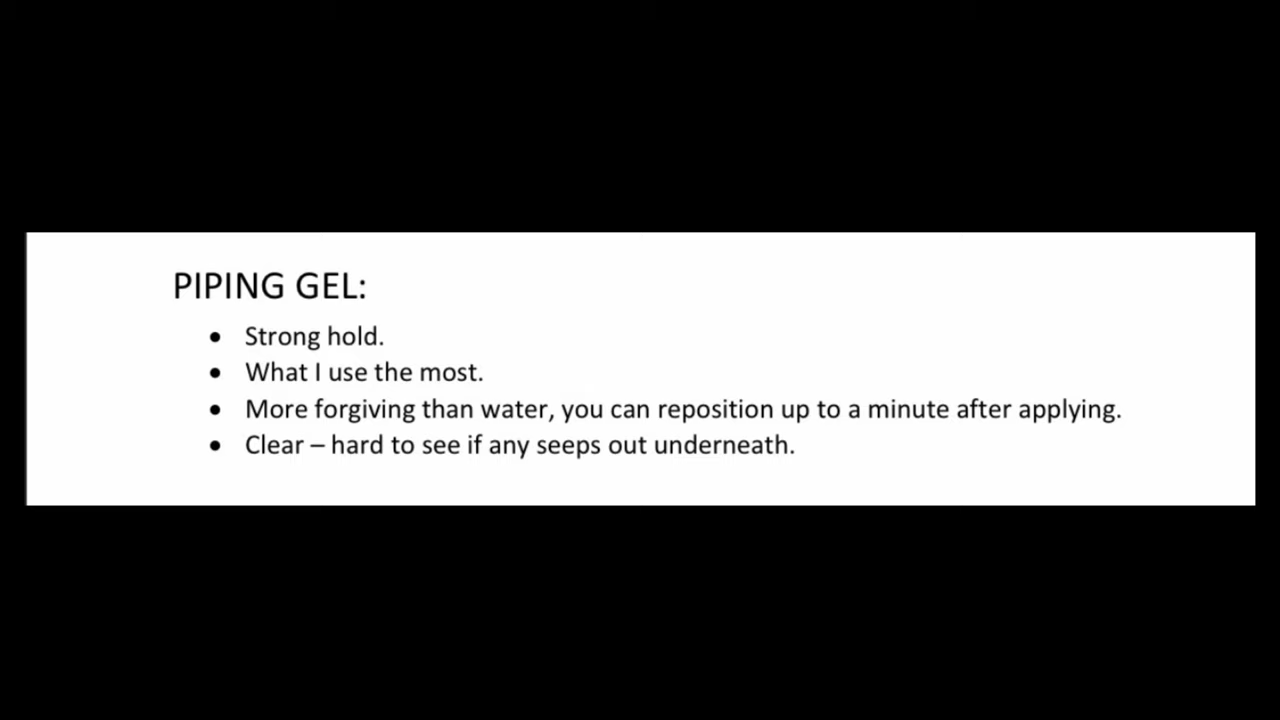 PIPING GEL:
• Strong hold.
• What I use the most.
• More forgiving than water, you can reposition up to a minute after applying.
• Clear – hard to see if any seeps out underneath.